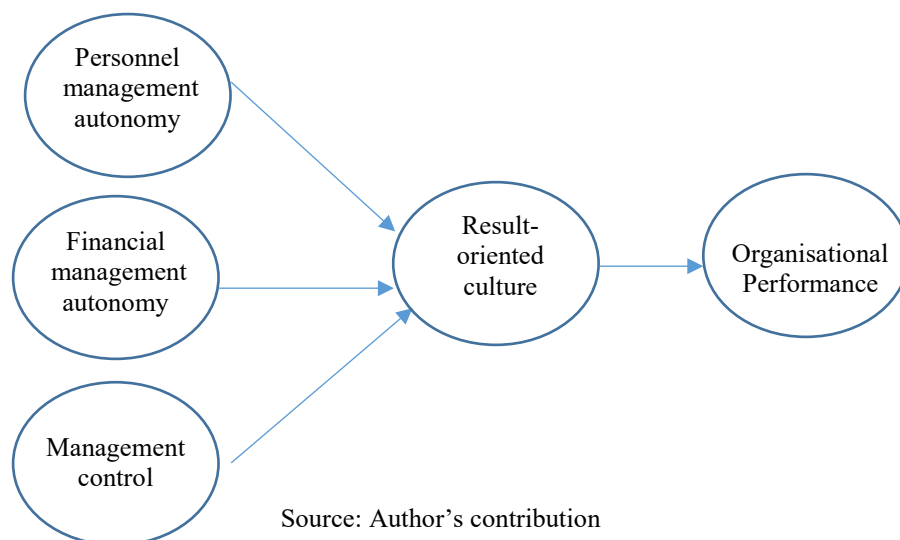 Personnel
management
autonomy
Financial
management
autonomy
Management
control
Result-
oriented
culture
Organisational
Performance
Source: Author’s contribution